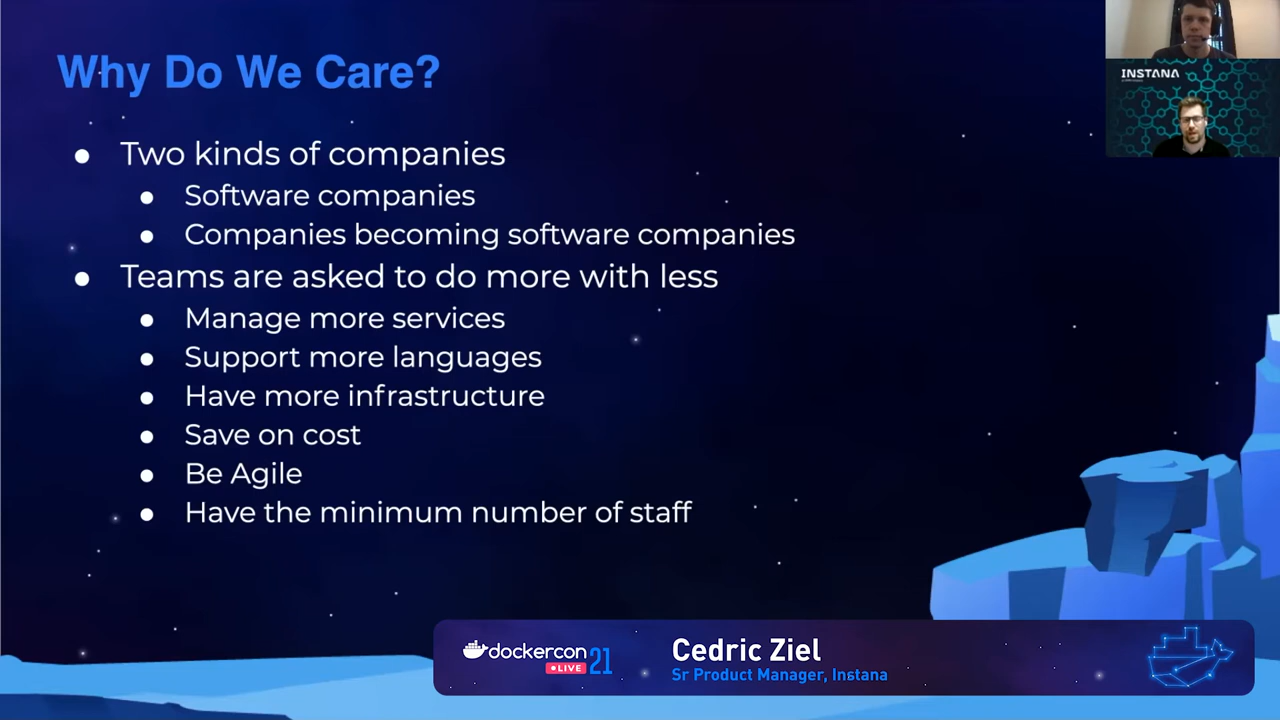 Why Do We Care?
INSTANA
Two kinds of companies
Software companies
Companies becoming software companies
Teams are asked to do more with less
Manage more services
Support more languages
Have more infrastructure
Save on cost
Be Agile
Have the minimum number of staff
dockercon
LIVE
21
Cedric Ziel
Sr Product Manager, Instana